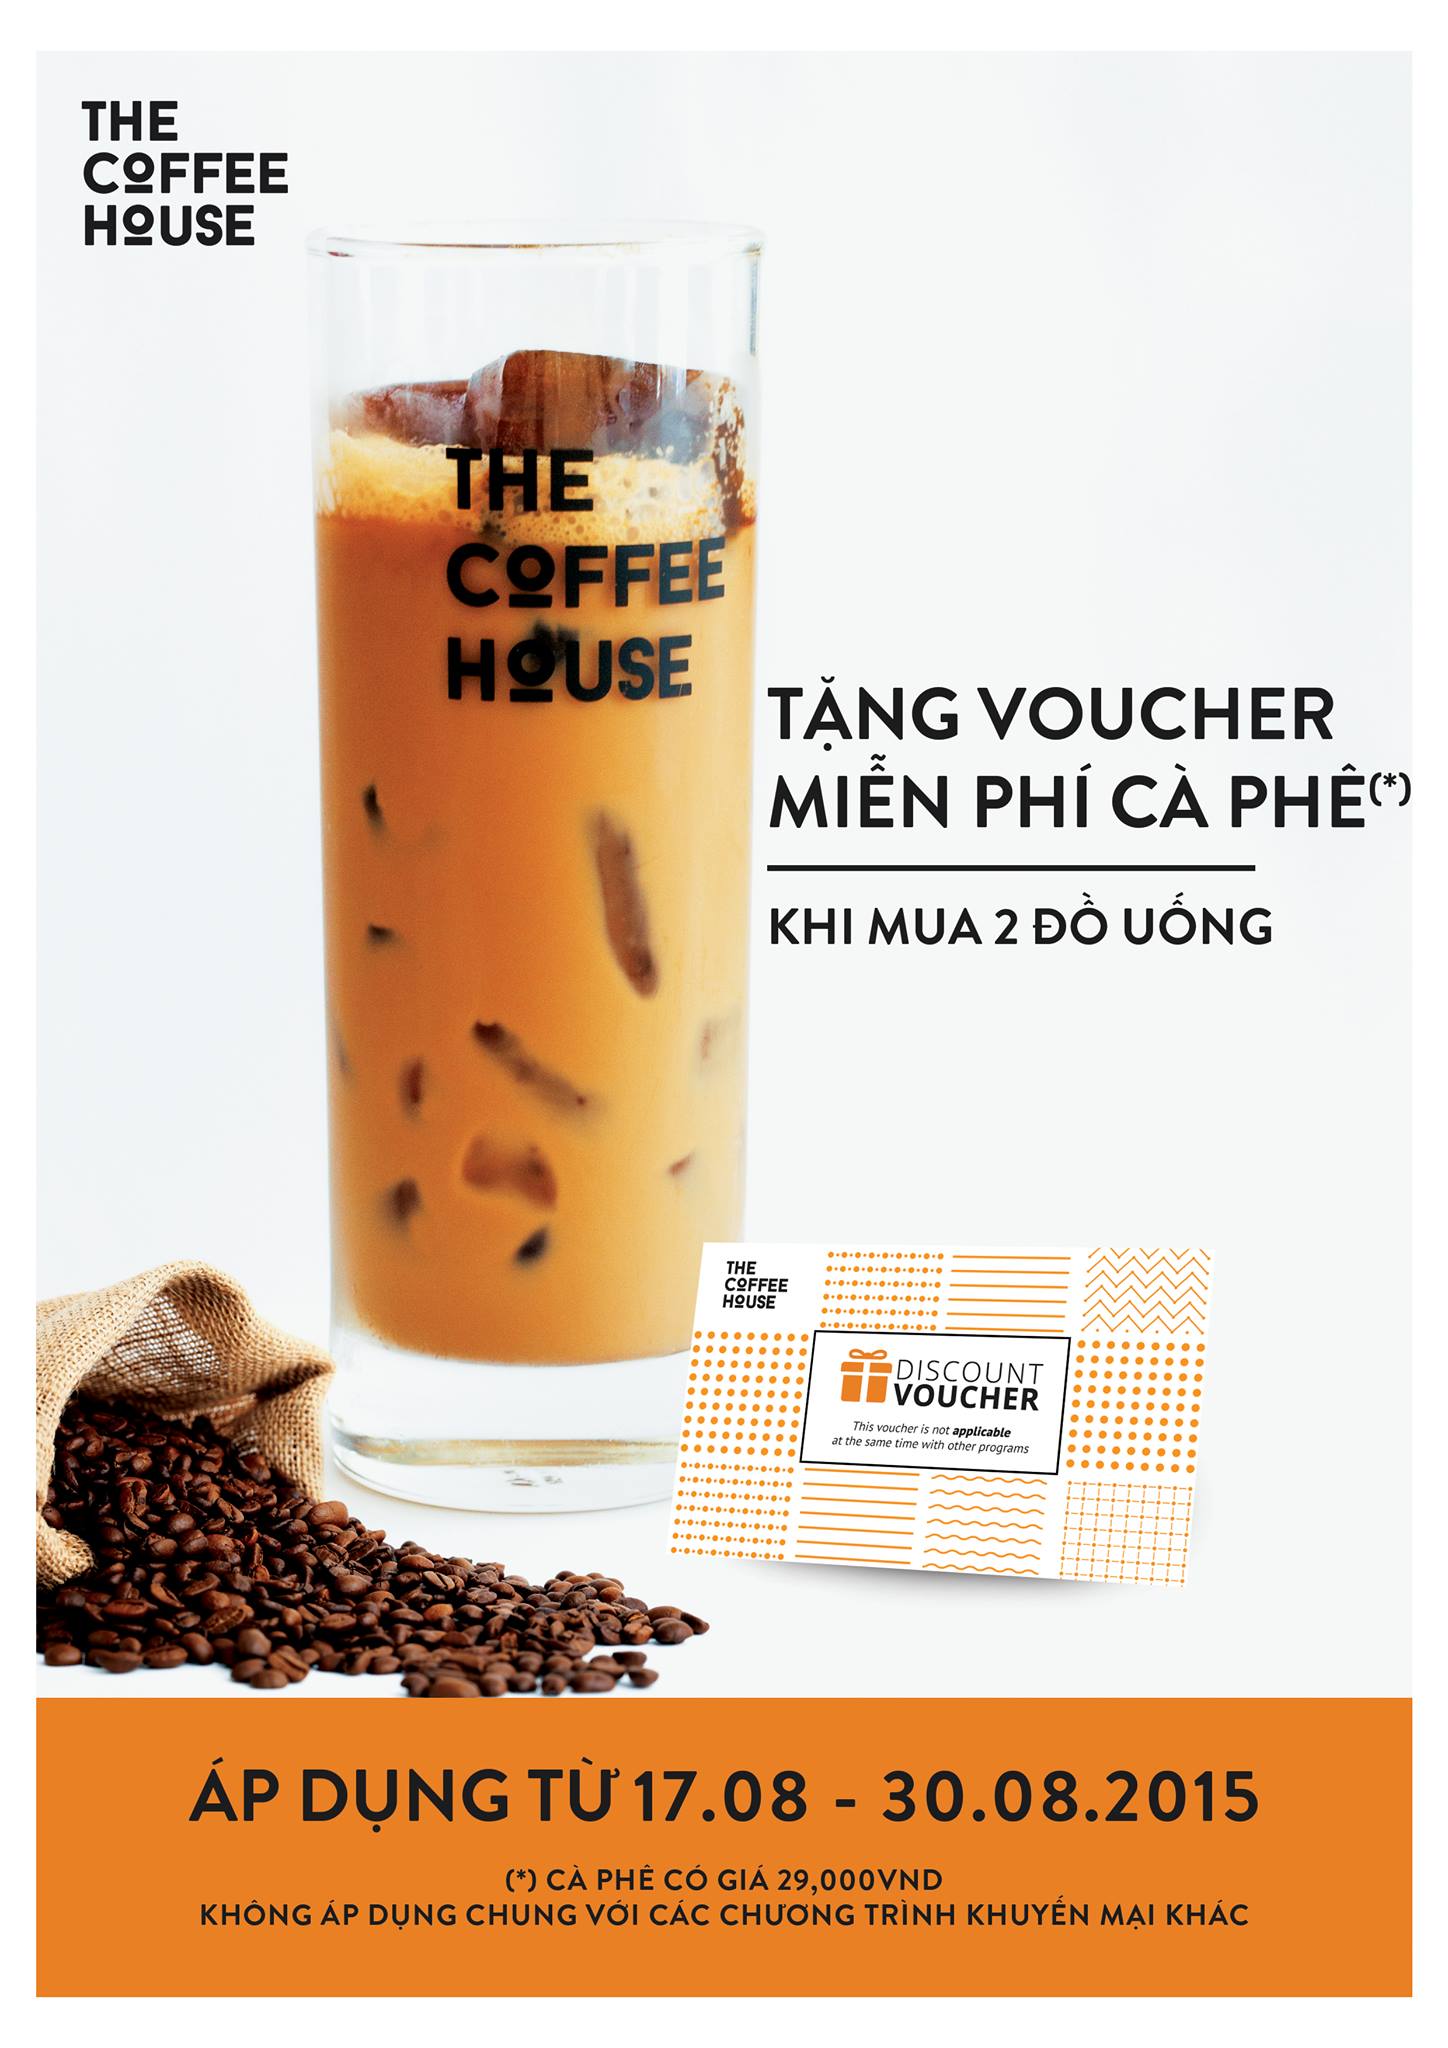 THE
COFFEE
HOUSE
THE
COFFEE
HOUSE
TẶNG VOUCHER
MIỄN PHÍ CÀ PHÊ(*)
KHI MUA 2 ĐỒ UỐNG
THE
COFFEE
HOUSE
DISCOUNT
VOUCHER
This voucher is not applicable
at the same time with other programs
ÁP DỤNG TỪ 17.08 - 30.08.2015
(*) CÀ PHÊ CÓ GIÁ 29,000VND
KHÔNG ÁP DỤNG CHUNG VỚI CÁC CHƯƠNG TRÌNH KHUYẾN MẠI KHÁC